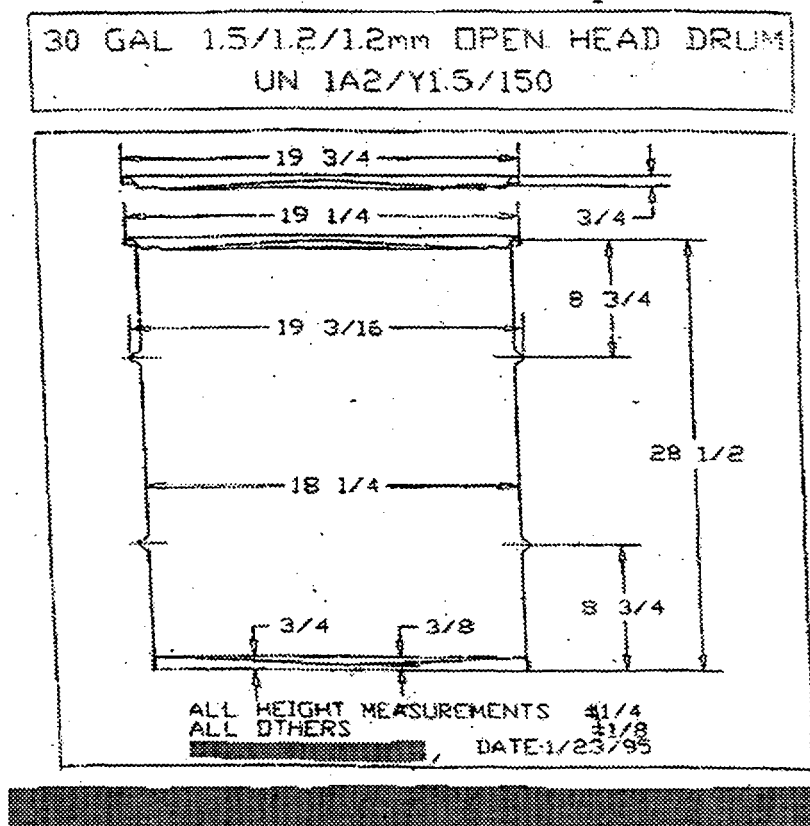 30 GAL 1.5/1.2/1.2mm OPEN HEAD DRUM
UN 1A2/Y1.5/150
19 3/4
3/4
19 1/4
8 3/4
19 3/16
28 1/2
18 1/4
8 3/4
3/4
3/8
ALL HEIGHT MEASUREMENTS ±1/4
ALL OTHERS ±1/8
DATE:1/23/95